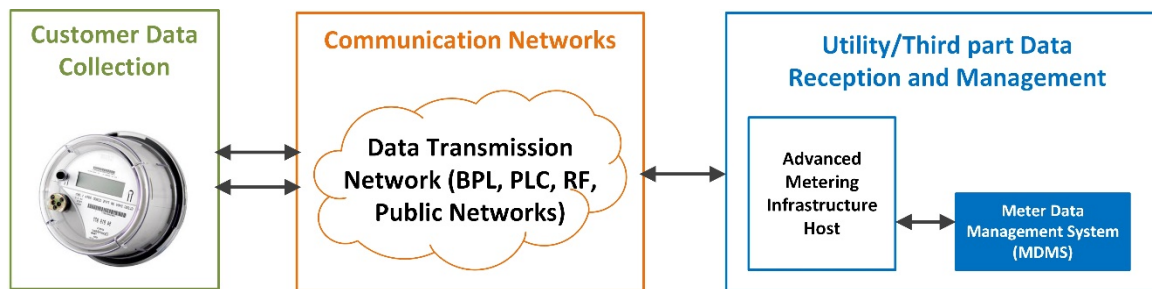 Customer Data
Collection
Communication Networks
Data Transmission
Network (BPL, PLC, RF,
Public Networks)
Utility/Third part Data
Reception and Management
Advanced
Metering
Infrastructure
Host
Meter Data
Management System
(MDMS)